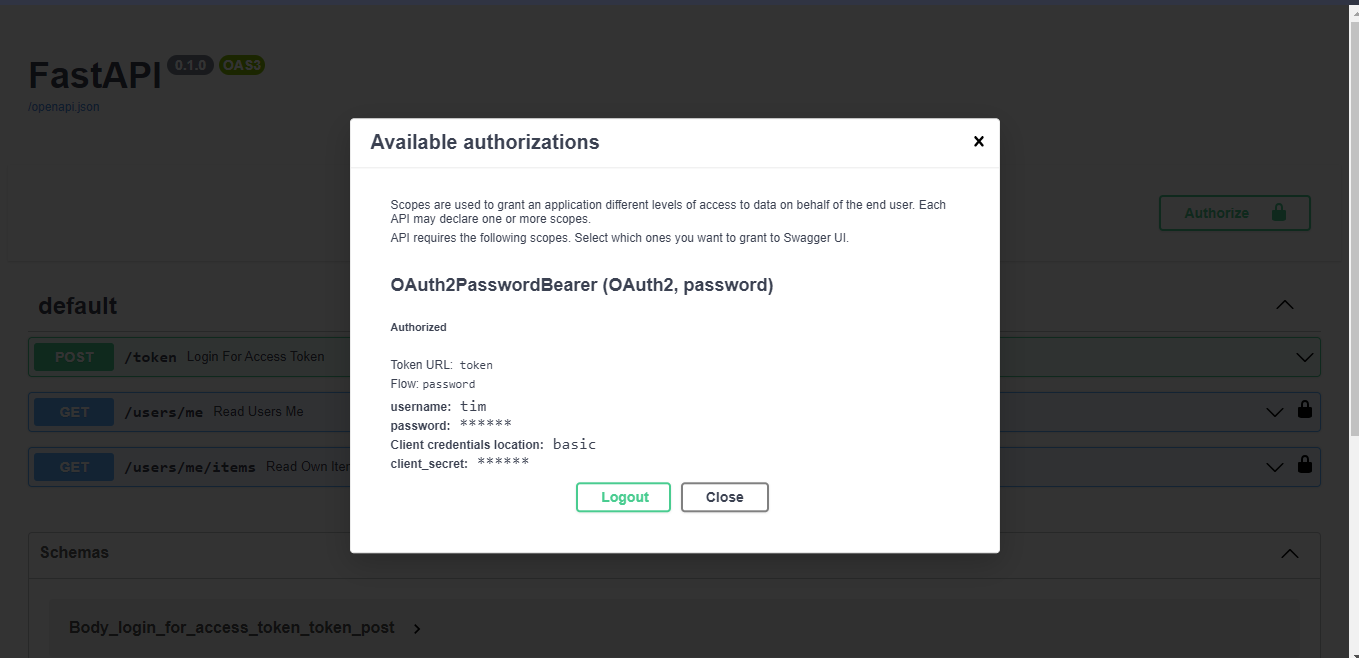 FastAPI 0.1.0 OAS3
/openapi.json
Available authorizations
Scopes are used to grant an application different levels of access to data on behalf of the end user. Each
API may declare one or more scopes.
API requires the following scopes. Select which ones you want to grant to Swagger UI.
Authorize
OAuth2PasswordBearer (OAuth2, password)
default
Authorized
POST /token Login For Access Token
Token URL: token
Flow: password
username: tim
GET /users/me Read Users Me
password: ******
Client credentials location: basic
client_secret: ******
GET /users/me/items Read Own Iter
Logout Close
Schemas
Body_login_for_access_token_token_post